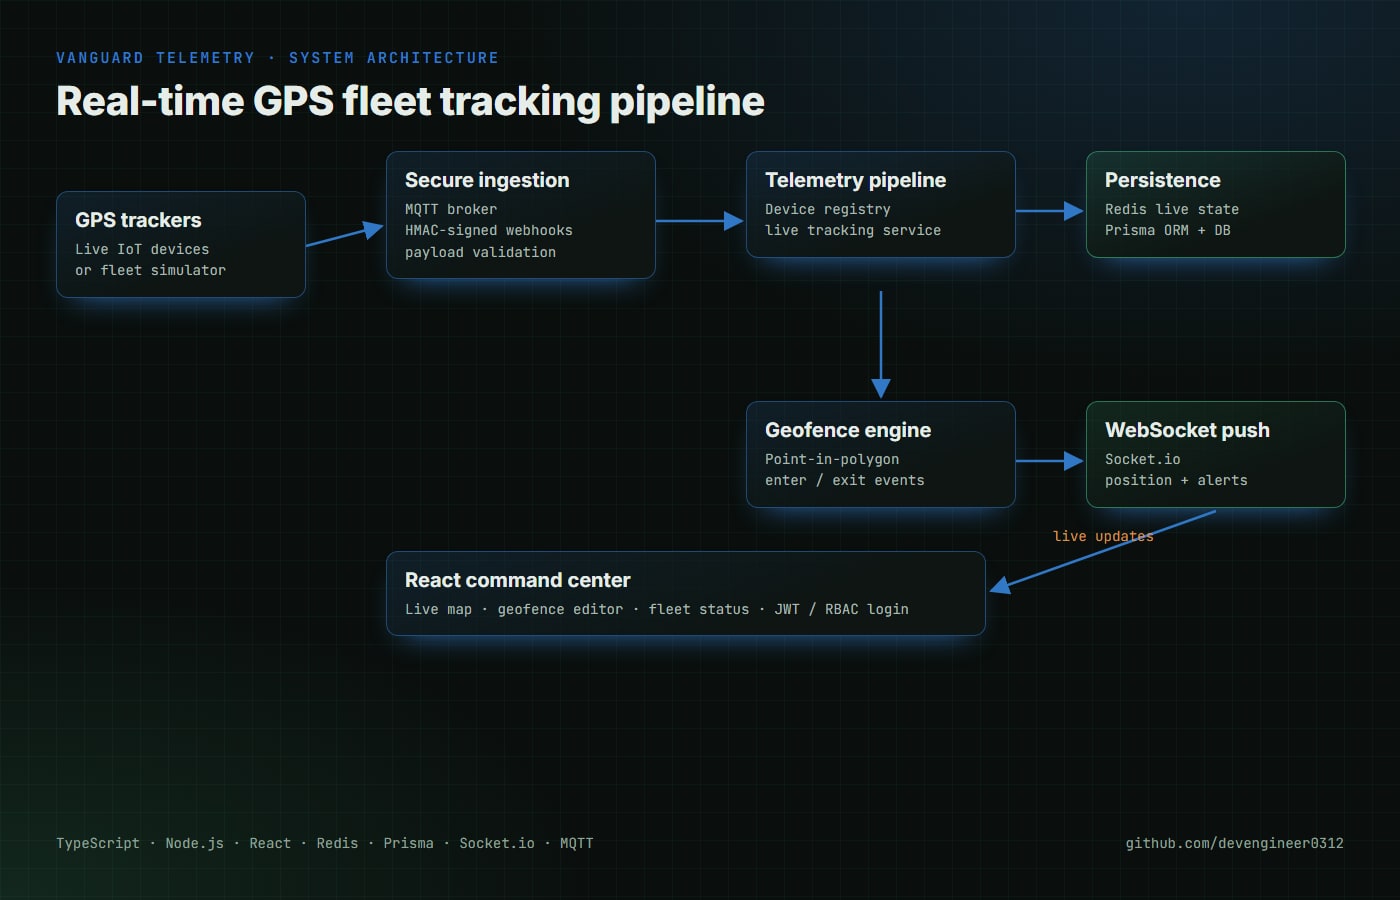 VANGUARD TELEMETRY · SYSTEM ARCHITECTURE
Real-time GPS fleet tracking pipeline
GPS trackers
Live IoT devices
or fleet simulator
Secure ingestion
MQTT broker
HMAC-signed webhooks
payload validation
Telemetry pipeline
Device registry
live tracking service
Persistence
Redis live state
Prisma ORM + DB
Geofence engine
Point-in-polygon
enter / exit events
WebSocket push
Socket.io
position + alerts
live updates
React command center
Live map · geofence editor · fleet status · JWT / RBAC login
TypeScript · Node.js · React · Redis · Prisma · Socket.io · MQTT
github.com/devengineer0312